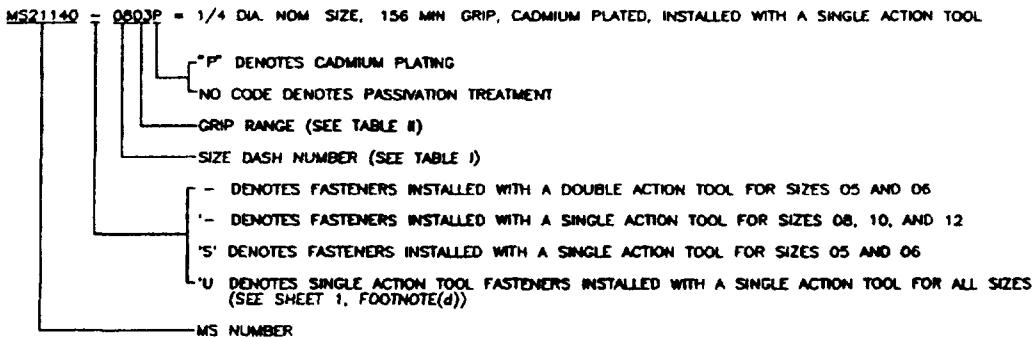 MS21140 - 0803P = 1/4 DIA. NOM SIZE, 156 MIN GRIP, CADMIUM PLATED, INSTALLED WITH A SINGLE ACTION TOOL
"P" DENOTES CADMIUM PLATING
NO CODE DENOTES PASSIVATION TREATMENT
GRIP RANGE (SEE TABLE II)
SIZE DASH NUMBER (SEE TABLE I)
- DENOTES FASTENERS INSTALLED WITH A DOUBLE ACTION TOOL FOR SIZES 05 AND 06
'- DENOTES FASTENERS INSTALLED WITH A SINGLE ACTION TOOL FOR SIZES 08, 10, AND 12
'S' DENOTES FASTENERS INSTALLED WITH A SINGLE ACTION TOOL FOR SIZES 05 AND 06
'U DENOTES SINGLE ACTION TOOL FASTENERS INSTALLED WITH A SINGLE ACTION TOOL FOR ALL SIZES
(SEE SHEET 1, FOOTNOTE(d))
MS NUMBER